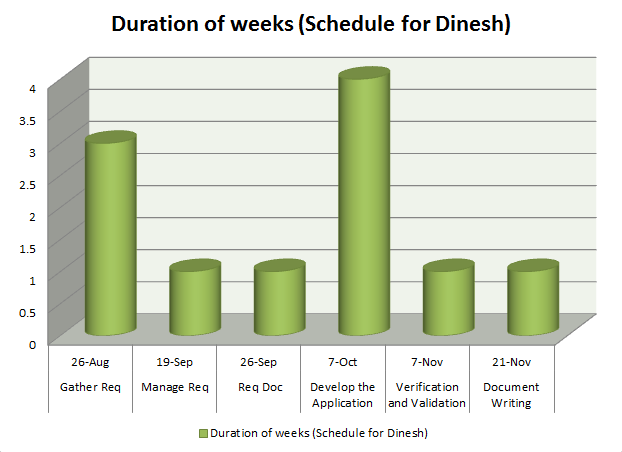 Duration of weeks (Schedule for Dinesh)
4
3.5
3
2.5
2
1.5
1
0.5
0
26-Aug 19-Sep 26-Sep 7-Oct 7-Nov 21-Nov
Gather Req Manage Req Req Doc Develop the Verification Document
Application and Validation Writing
Duration of weeks (Schedule for Dinesh)